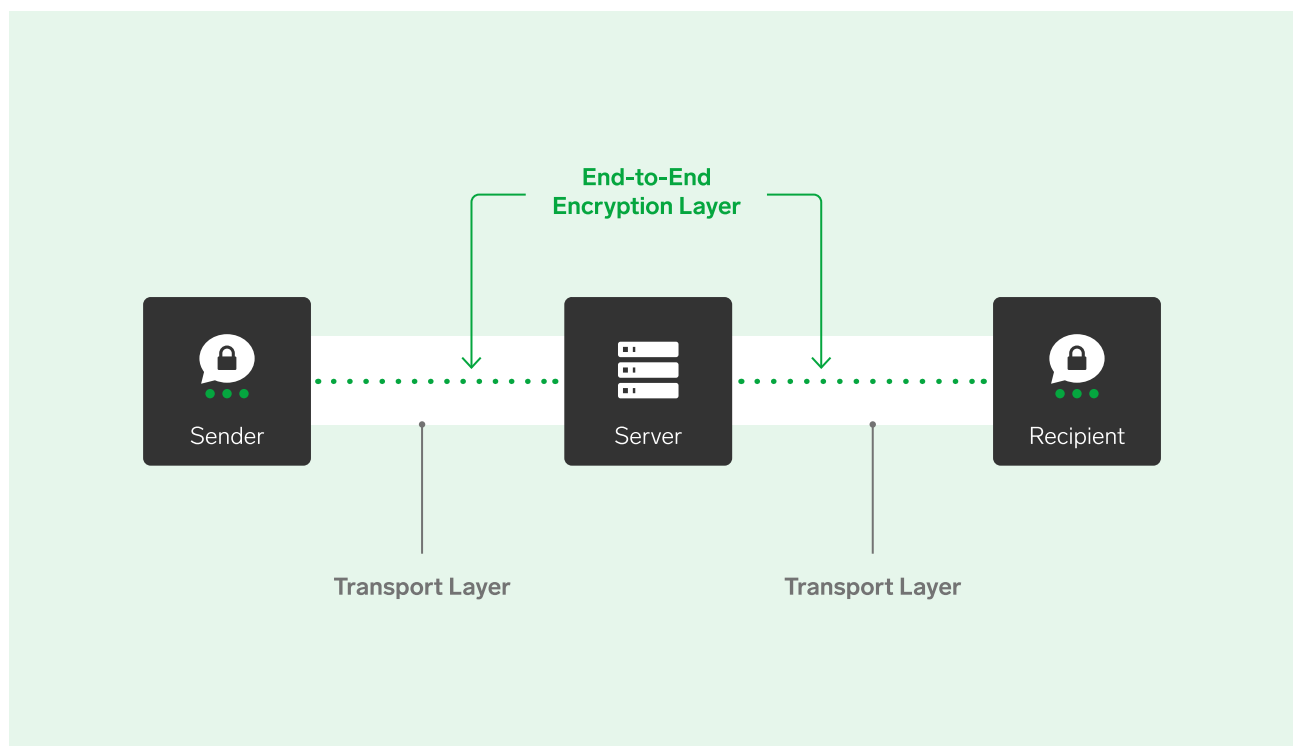 End-to-End
Encryption Layer
Sender
Server
Recipient
Transport Layer
Transport Layer